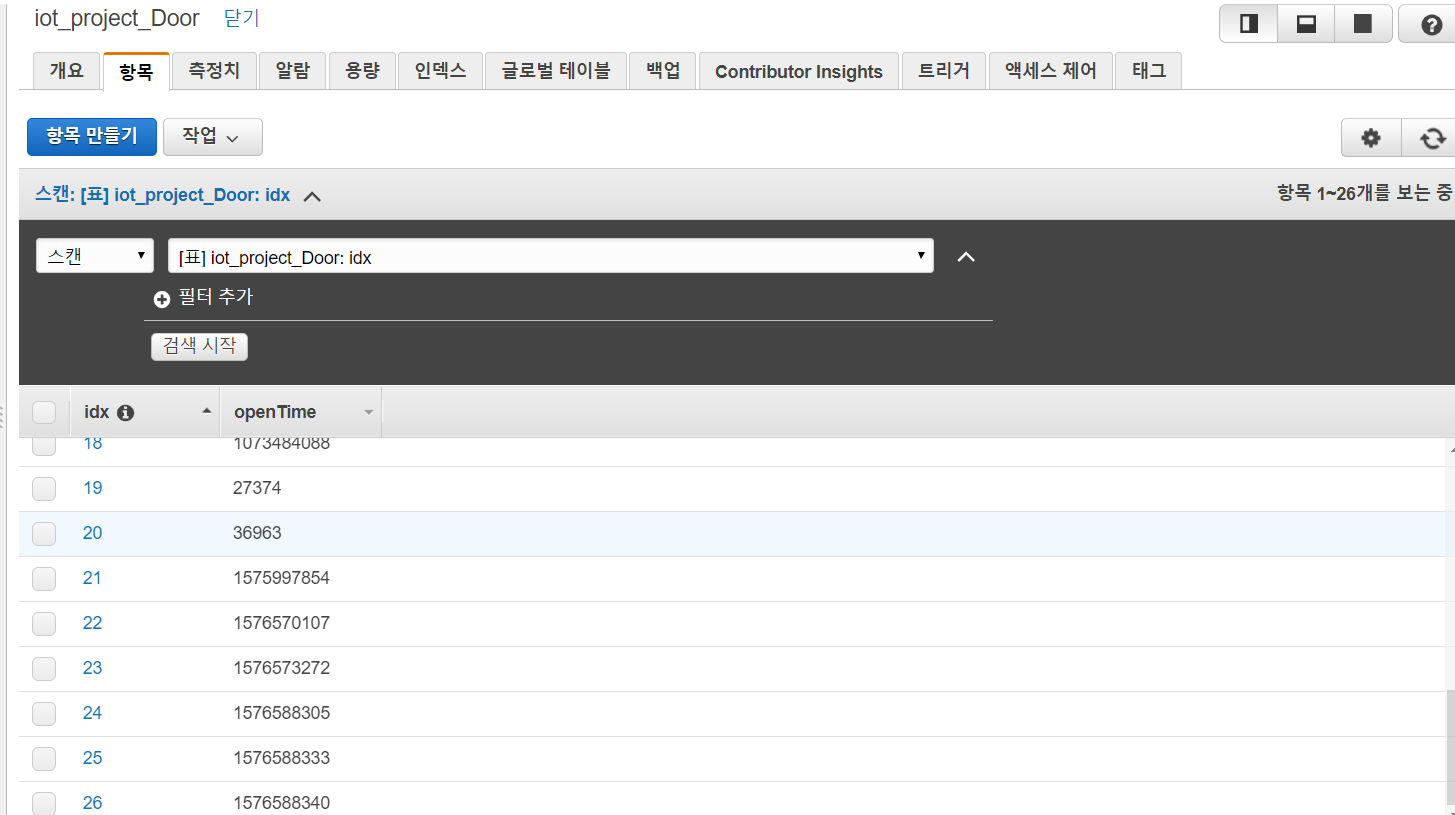 iot_project_Door 닫기
개요 항목 측정치 알람 용량 인덱스 글로벌 테이블 백업 Contributor Insights 트리거 액세스 제어 태그
항목 만들기 작업
스캔: [표] iot_project_Door: idx 항목 1~26개를 보는 중
스캔 [표] iot_project_Door: idx
필터 추가
검색 시작
idx openTime
18 1073484088
19 27374
20 36963
21 1575997854
22 1576570107
23 1576573272
24 1576588305
25 1576588333
26 1576588340